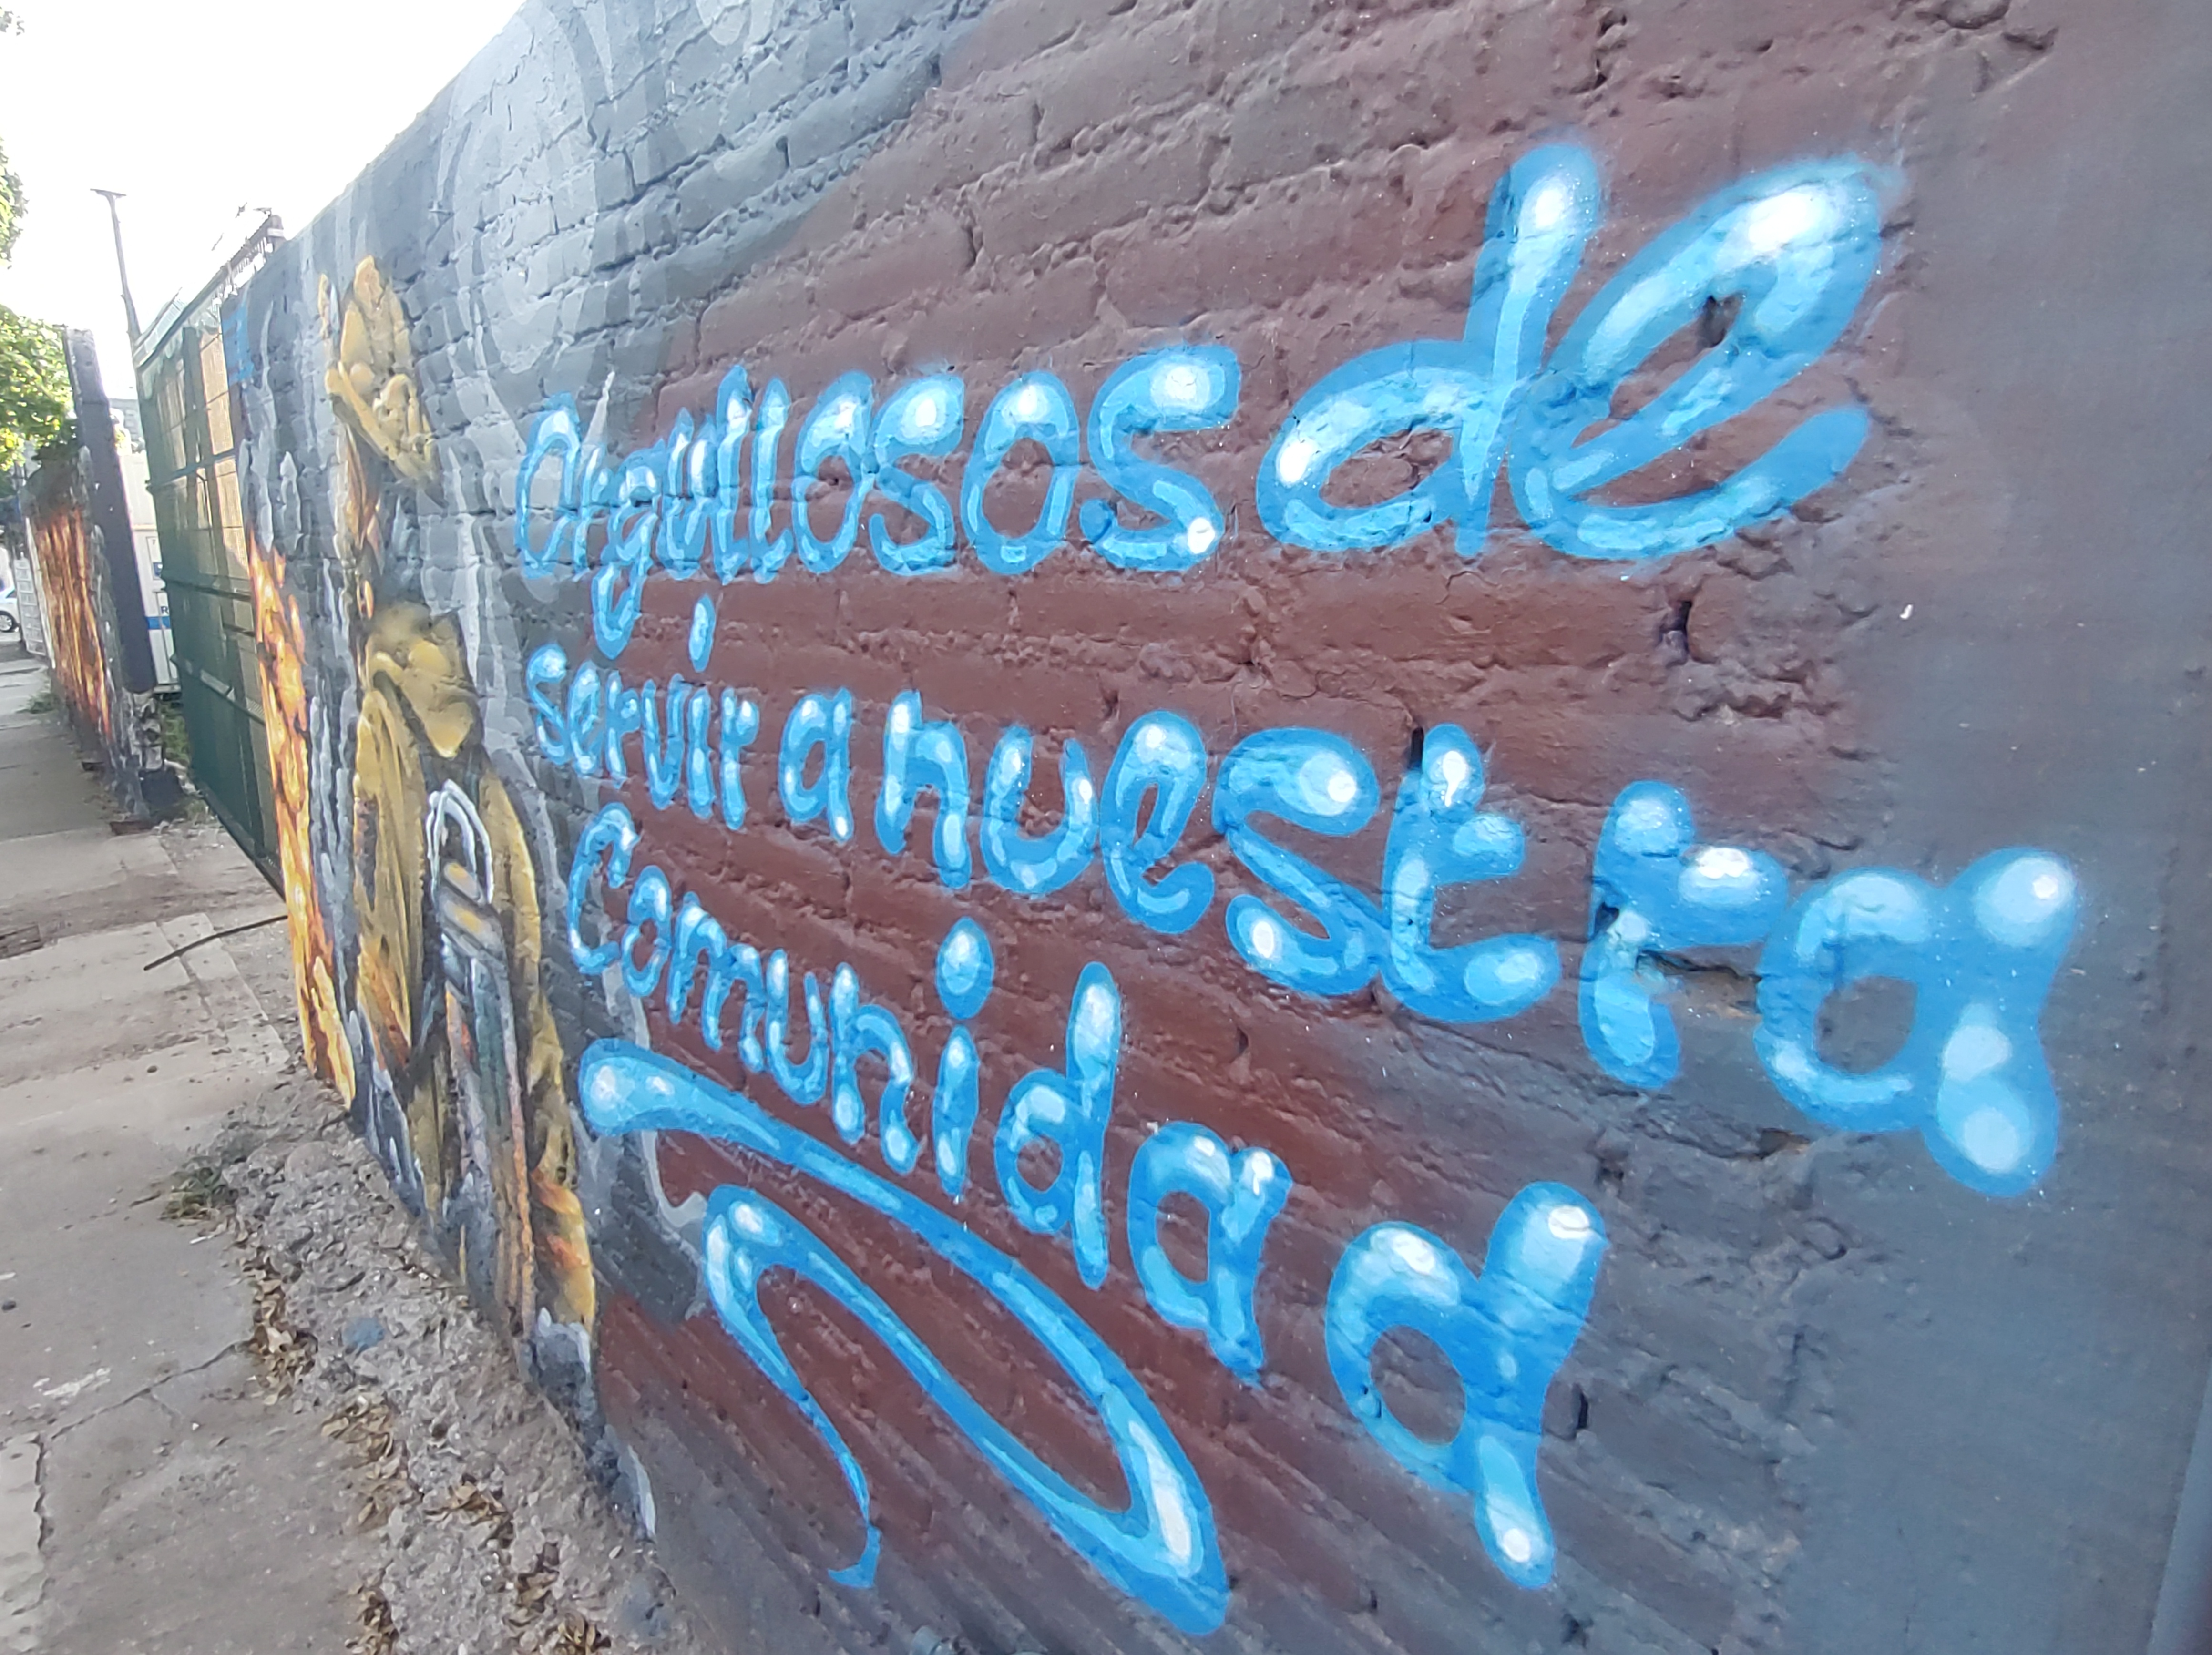 Orgullosos de
servir a nuestra
Comunidad